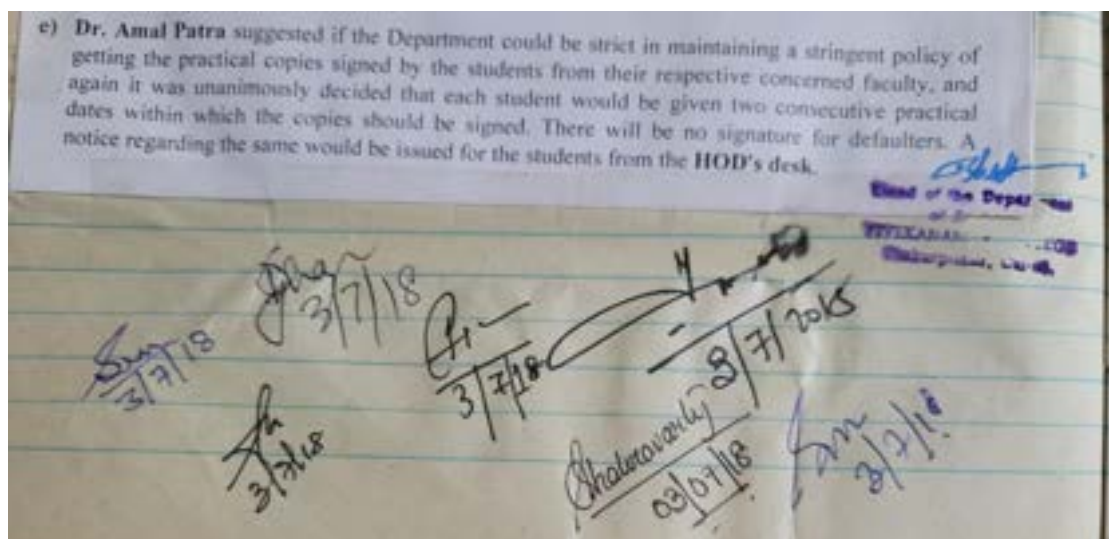 e) Dr. Amal Patra suggested if the Department could be strict in maintaining a stringent policy of
getting the practical copies signed by the students from their respective concerned faculty, and
again it was unanimously decided that each student would be given two consecutive practical
dates within which the copies should be signed. There will be no signature for defaulters. A
notice regarding the same would be issued for the students from the HOD's desk.
Head of the Department
3/7/18
3/7/18
3/7/18
3/7/18
03/07/18
3/7/18